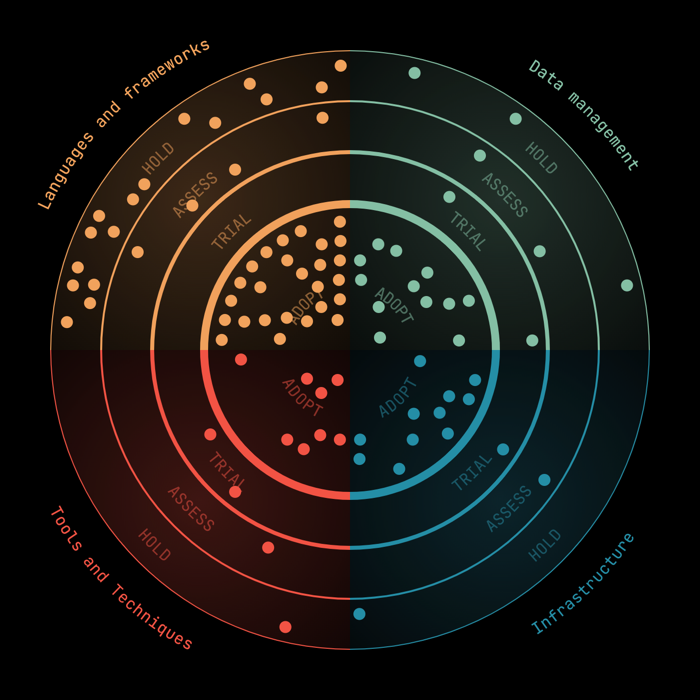 Languages and frameworks
HOLD
ASSESS
TRIAL
ADOPT
Data management
HOLD
ASSESS
TRIAL
ADOPT
Tools and Techniques
ADOPT
TRIAL
ASSESS
HOLD
Infrastructure
ADOPT
TRIAL
ASSESS
HOLD